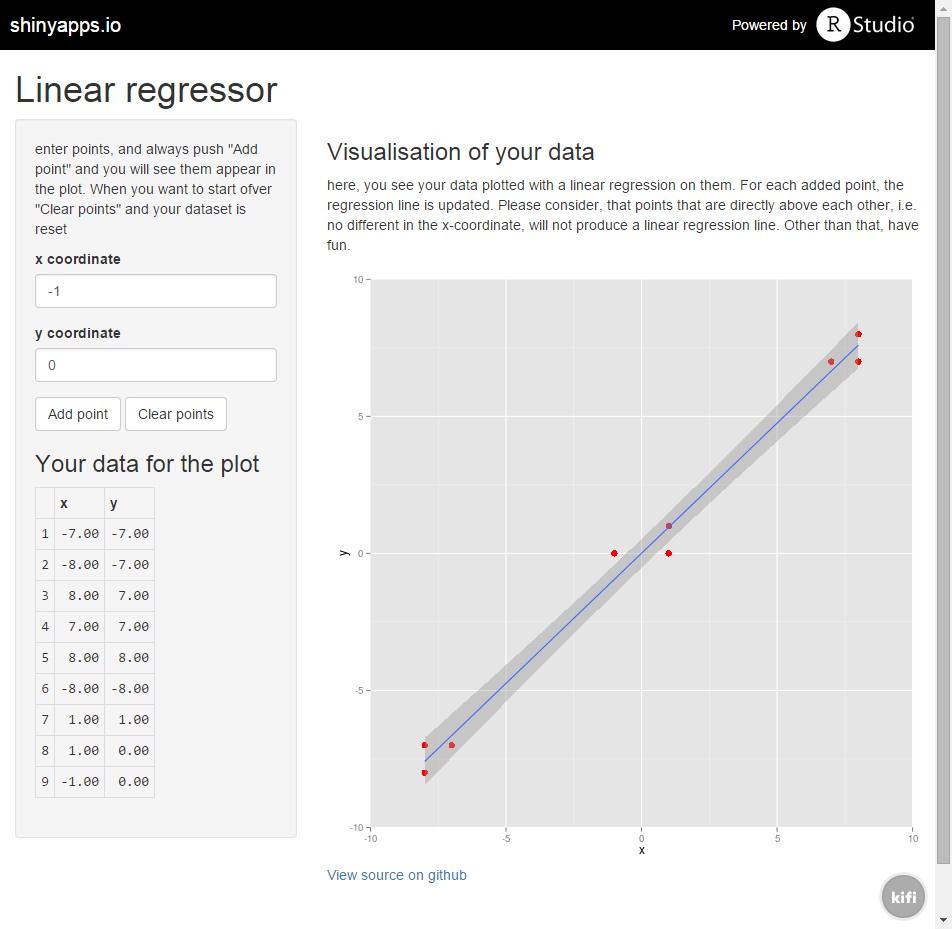 shinyapps.io
Powered by R Studio
Linear regressor
enter points, and always push "Add
point" and you will see them appear in
the plot. When you want to start ofver
"Clear points" and your dataset is
reset
x coordinate
-1
y coordinate
0
Add point Clear points
Your data for the plot
x y
1 -7.00 -7.00
2 -8.00 -7.00
3 8.00 7.00
4 7.00 7.00
5 8.00 8.00
6 -8.00 -8.00
7 1.00 1.00
8 1.00 0.00
9 -1.00 0.00
Visualisation of your data
here, you see your data plotted with a linear regression on them. For each added point, the
regression line is updated. Please consider, that points that are directly above each other, i.e.
no different in the x-coordinate, will not produce a linear regression line. Other than that, have
fun.
10
5
y
0
-5
-10
-10 -5 0 5 10
x
View source on github
kifi